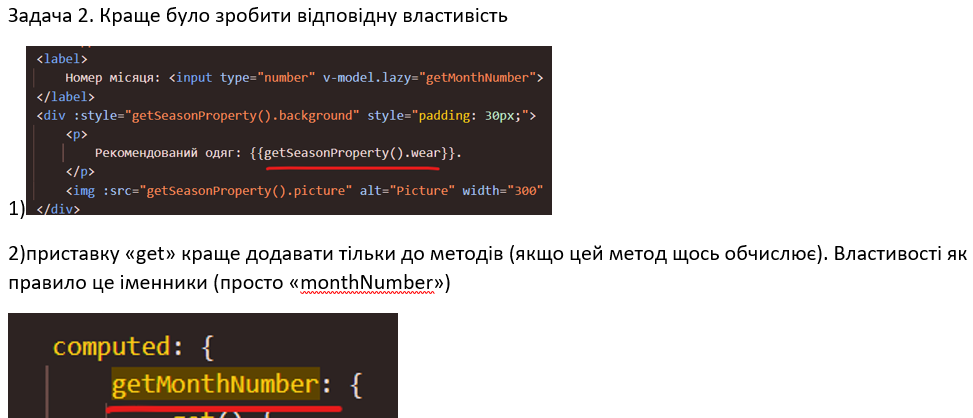 Задача 2. Краще було зробити відповідну властивість
<label>
Номер місяця: <input type="number" v-model.lazy="getMonthNumber">
</label>
<div :style="getSeasonProperty().background" style="padding: 30px;">
<p>
Рекомендований одяг: {{getSeasonProperty().wear}}.
</p>
<img :src="getSeasonProperty().picture" alt="Picture" width="300"
1) </div>
2)приставку «get» краще додавати тільки до методів (якщо цей метод щось обчислює). Властивості як
правило це іменники (просто «monthNumber»)
computed: {
getMonthNumber: {